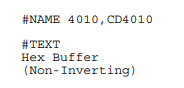 #NAME 4010,CD4010
#TEXT
Hex Buffer
(Non-Inverting)